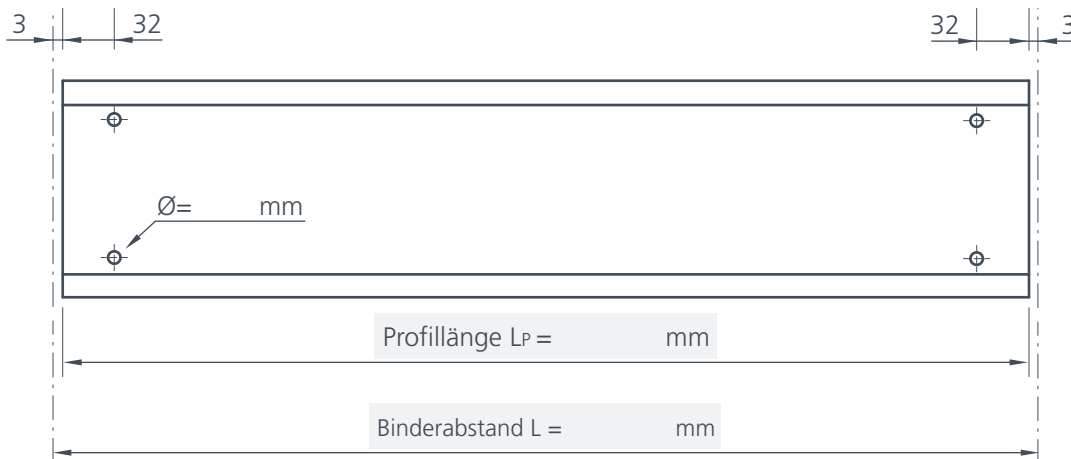 3 32 32 3
Ø= mm
Profillänge LP = mm
Binderabstand L = mm